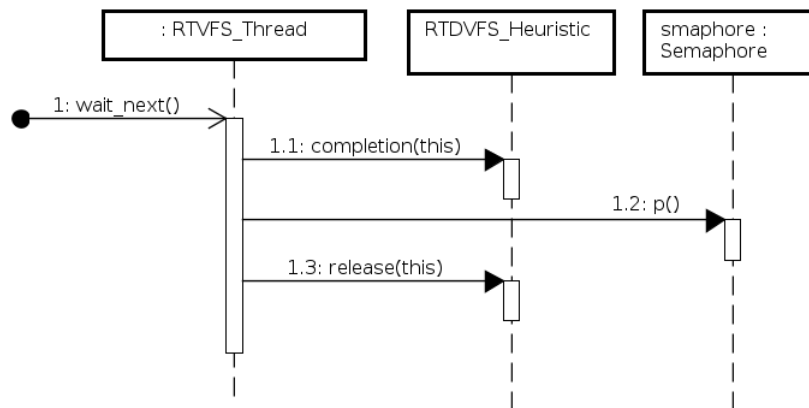 : RTVFS_Thread
RTDVFS_Heuristic
smaphore :
Semaphore
1: wait_next()
1.1: completion(this)
1.2: p()
1.3: release(this)